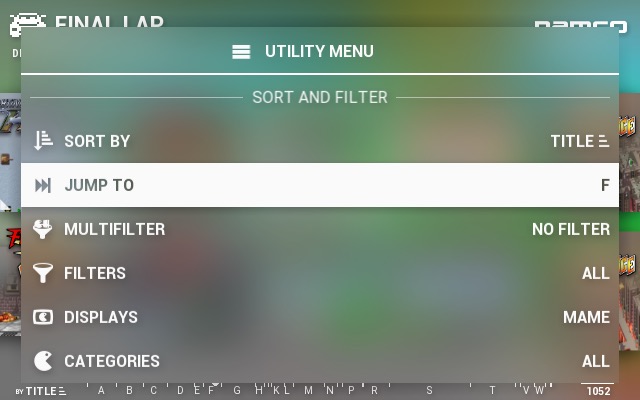 FINAL LAP
namco
UTILITY MENU
SORT AND FILTER
SORT BY TITLE
JUMP TO F
MULTIFILTER NO FILTER
FILTERS ALL
DISPLAYS MAME
CATEGORIES ALL
BY TITLE A B C D E F G H K L M N P R S T V W 1052